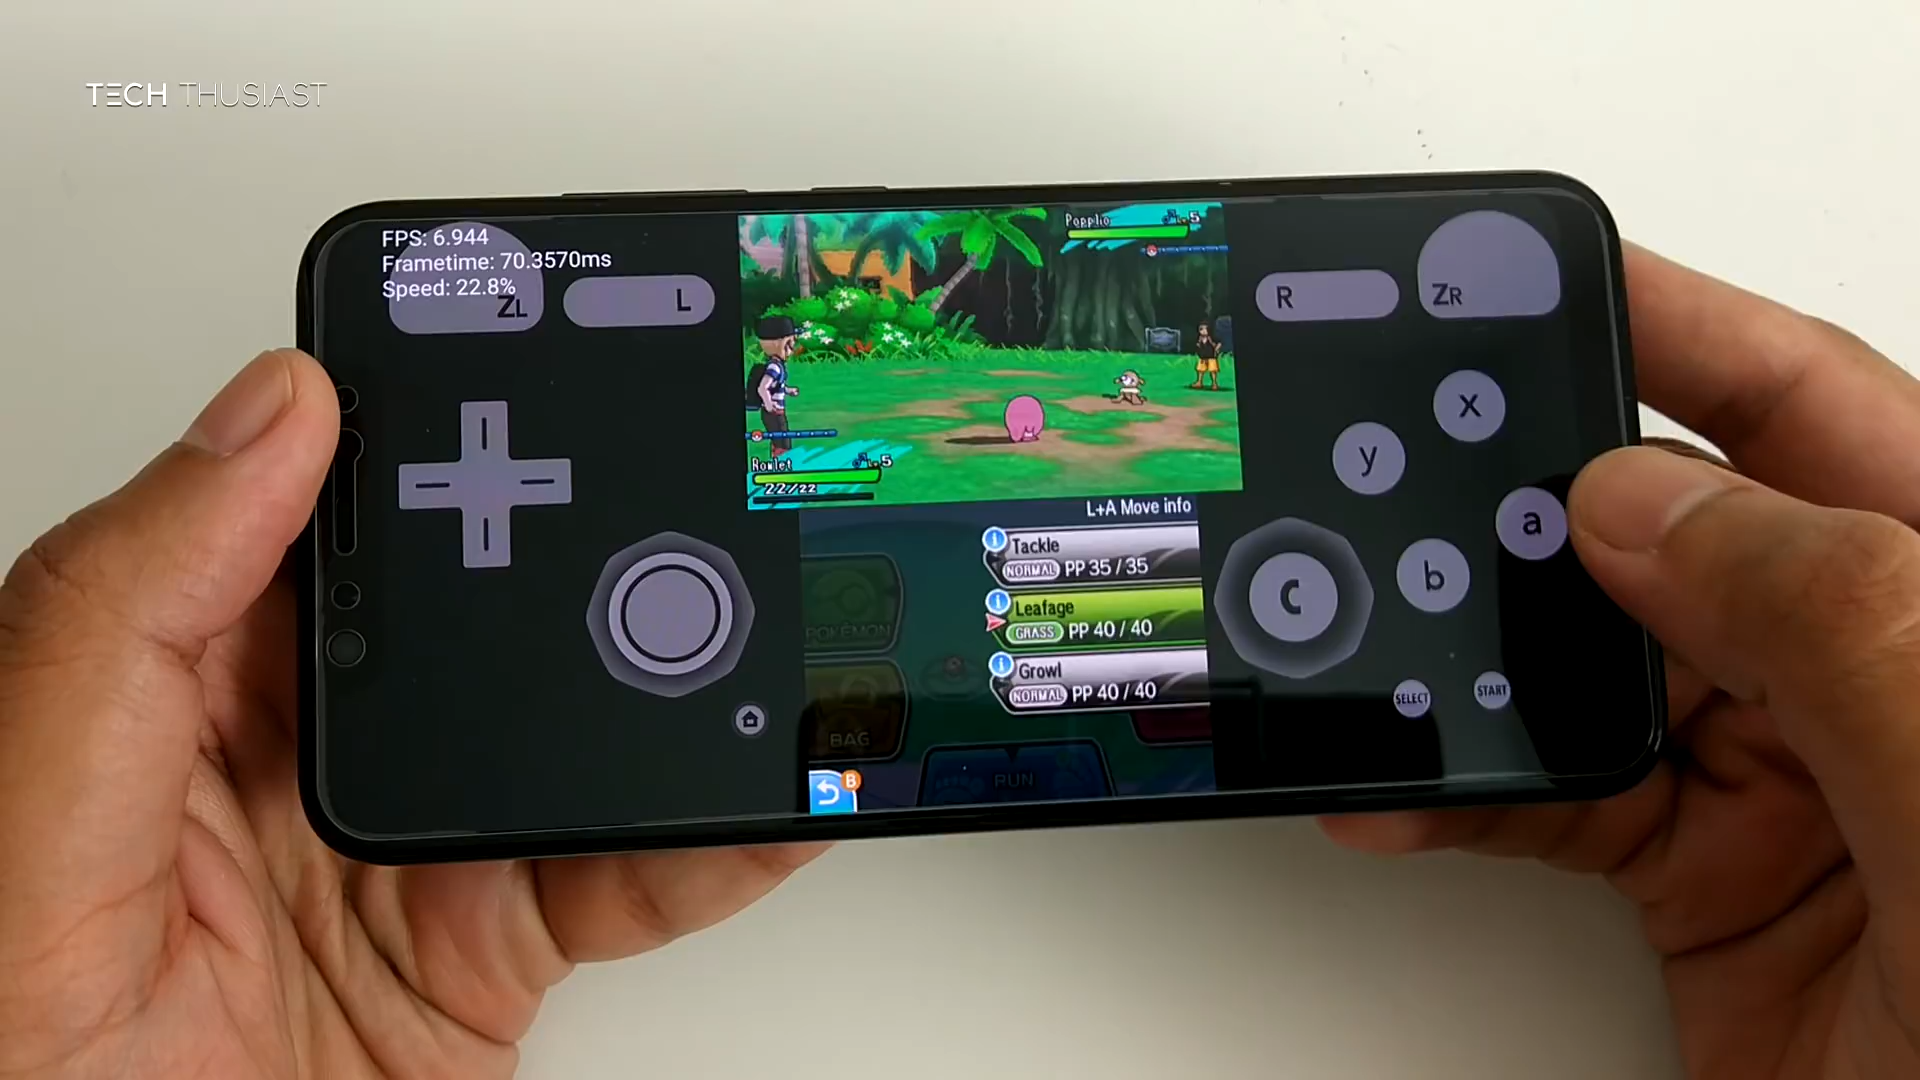 TECH THUSIAST
FPS: 6.944
Frametime: 70.3570ms
Speed: 22.8%
ZL
L
R
ZR
Popplio
Lv.5
Rowlet
Lv.5
22/22
L+A Move info
Tackle
NORMAL PP 35/35
Leafage
GRASS PP 40/40
Growl
NORMAL PP 40/40
POKÉMON
BAG
RUN
B
x
y
a
b
C
SELECT
START